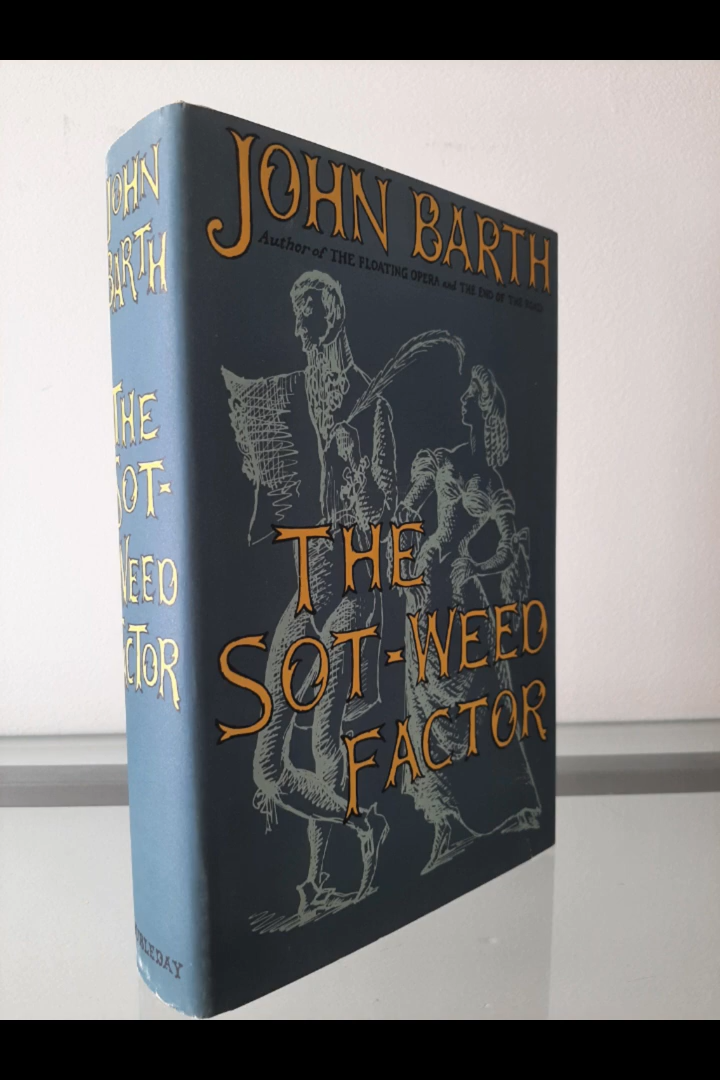 JOHN BARTH
Author of THE FLOATING OPERA and THE END OF THE ROAD
THE
SOT-WEED
FACTOR
JOHN
BARTH
THE
SOT-
WEED
FACTOR
DOUBLEDAY